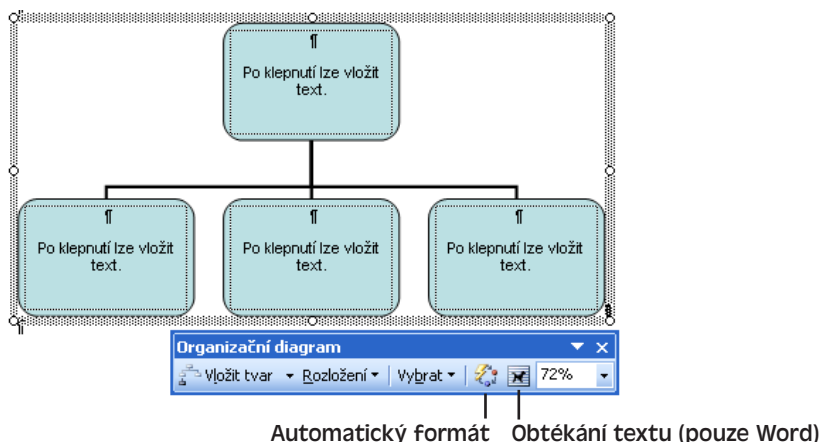 ¶
Po klepnutí lze vložit
text.
¶
Po klepnutí lze vložit
text.
¶
Po klepnutí lze vložit
text.
¶
Po klepnutí lze vložit
text.
¶
¶
Organizační diagram
Vložit tvar Rozložení Vybrat 72%
Automatický formát Obtékání textu (pouze Word)